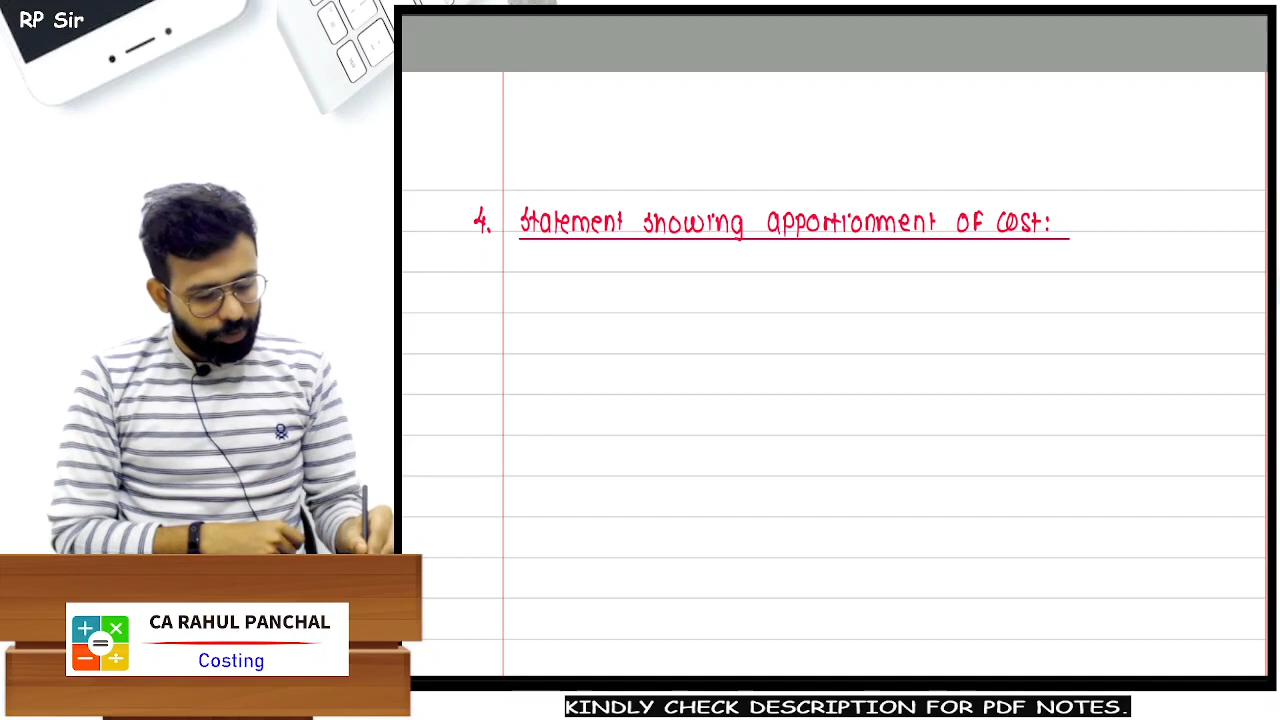 RP Sir
4. Statement showing apportionment of cost:
CA RAHUL PANCHAL
Costing
KINDLY CHECK DESCRIPTION FOR PDF NOTES.